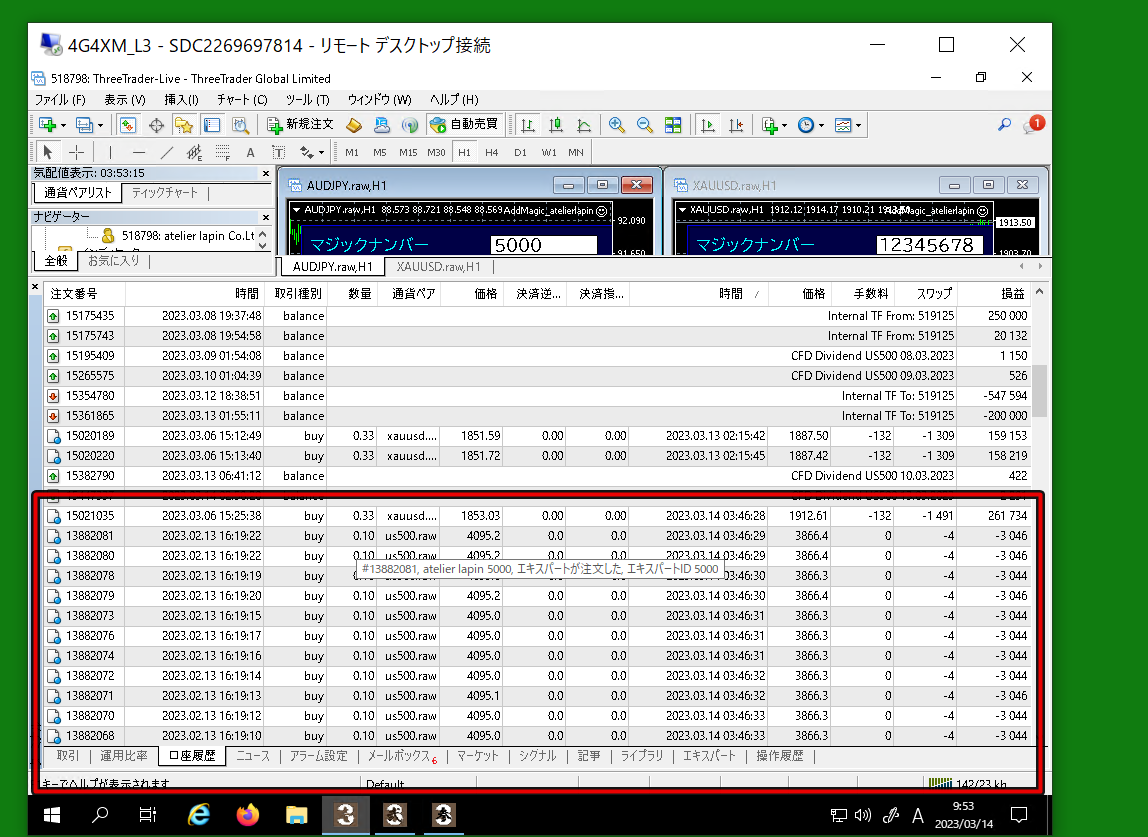 4G4XM_L3 - SDC2269697814 - リモート デスクトップ接続
518798: ThreeTrader-Live - ThreeTrader Global Limited
ファイル (F) 表示 (V) 挿入(I) チャート (C) ツール (T) ウィンドウ (W) ヘルプ (H)
新規注文 自動売買 1
A T M1 M5 M15 M30 H1 H4 D1 W1 MN
気配値表示: 03:53:15
通貨ペアリスト ティックチャート
ナビゲーター
518798: atelier lapin Co.Lt
全般 お気に入り
AUDJPY.raw,H1
AUDJPY.raw,H1 88.573 88.721 88.548 88.569 AddMagic_atelierlapin
92.090
マジックナンバー 5000
91.650
XAUUSD.raw,H1
XAUUSD.raw,H1 1912.12 1914.17 1910.21 AddMagic_atelierlapin
1913.50
マジックナンバー 12345678
1903.70
AUDJPY.raw,H1 XAUUSD.raw,H1
注文番号 時間 取引種別 数量 通貨ペア 価格 決済逆... 決済指... 時間 / 価格 手数料 スワップ 損益
15175435 2023.03.08 19:37:48 balance Internal TF From: 519125 250 000
15175743 2023.03.08 19:54:58 balance Internal TF From: 519125 20 132
15195409 2023.03.09 01:54:08 balance CFD Dividend US500 08.03.2023 1 150
15265575 2023.03.10 01:04:39 balance CFD Dividend US500 09.03.2023 526
15354780 2023.03.12 18:38:51 balance Internal TF To: 519125 -547 594
15361865 2023.03.13 01:55:11 balance Internal TF To: 519125 -200 000
15020189 2023.03.06 15:12:49 buy 0.33 xauusd.... 1851.59 0.00 0.00 2023.03.13 02:15:42 1887.50 -132 -1 309 159 153
15020220 2023.03.06 15:13:40 buy 0.33 xauusd.... 1851.72 0.00 0.00 2023.03.13 02:15:45 1887.42 -132 -1 309 158 219
15382790 2023.03.13 06:41:12 balance CFD Dividend US500 10.03.2023 422
15021035 2023.03.06 15:25:38 buy 0.33 xauusd.... 1853.03 0.00 0.00 2023.03.14 03:46:28 1912.61 -132 -1 491 261 734
13882081 2023.02.13 16:19:22 buy 0.10 us500.raw 4095.2 0.0 0.0 2023.03.14 03:46:29 3866.4 0 -4 -3 046
13882080 2023.02.13 16:19:22 buy 0.10 us500.raw 4095.2 0.0 0.0 2023.03.14 03:46:29 3866.4 0 -4 -3 046
#13882081, atelier lapin 5000, エキスパートが注文した, エキスパートID 5000
13882078 2023.02.13 16:19:19 buy 03:46:30 3866.3 0 -4 -3 044
13882079 2023.02.13 16:19:20 buy 0.10 us500.raw 4095.2 0.0 0.0 2023.03.14 03:46:30 3866.4 0 -4 -3 046
13882073 2023.02.13 16:19:15 buy 0.10 us500.raw 4095.0 0.0 0.0 2023.03.14 03:46:31 3866.3 0 -4 -3 044
13882076 2023.02.13 16:19:17 buy 0.10 us500.raw 4095.0 0.0 0.0 2023.03.14 03:46:31 3866.3 0 -4 -3 044
13882074 2023.02.13 16:19:16 buy 0.10 us500.raw 4095.0 0.0 0.0 2023.03.14 03:46:31 3866.3 0 -4 -3 044
13882072 2023.02.13 16:19:14 buy 0.10 us500.raw 4095.0 0.0 0.0 2023.03.14 03:46:32 3866.3 0 -4 -3 044
13882071 2023.02.13 16:19:13 buy 0.10 us500.raw 4095.1 0.0 0.0 2023.03.14 03:46:32 3866.3 0 -4 -3 046
13882070 2023.02.13 16:19:12 buy 0.10 us500.raw 4095.0 0.0 0.0 2023.03.14 03:46:33 3866.3 0 -4 -3 044
13882068 2023.02.13 16:19:10 buy 0.10 us500.raw 4095.0 0.0 0.0 2023.03.14 03:46:33 3866.3 0 -4 -3 044
取引 運用比率 口座履歴 ニュース アラーム設定 メールボックス 6 マーケット シグナル 記事 ライブラリ エキスパート 操作履歴
キーでヘルプが表示されます Default 142/23 kb
A 9:53
2023/03/14